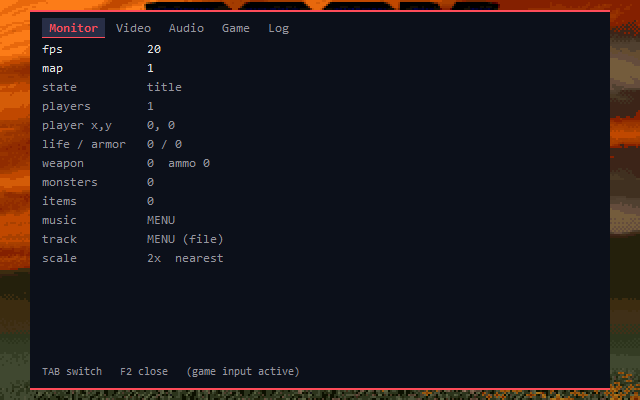 Monitor Video Audio Game Log
fps 20
map 1
state title
players 1
player x,y 0, 0
life / armor 0 / 0
weapon 0 ammo 0
monsters 0
items 0
music MENU
track MENU (file)
scale 2x nearest
TAB switch F2 close (game input active)